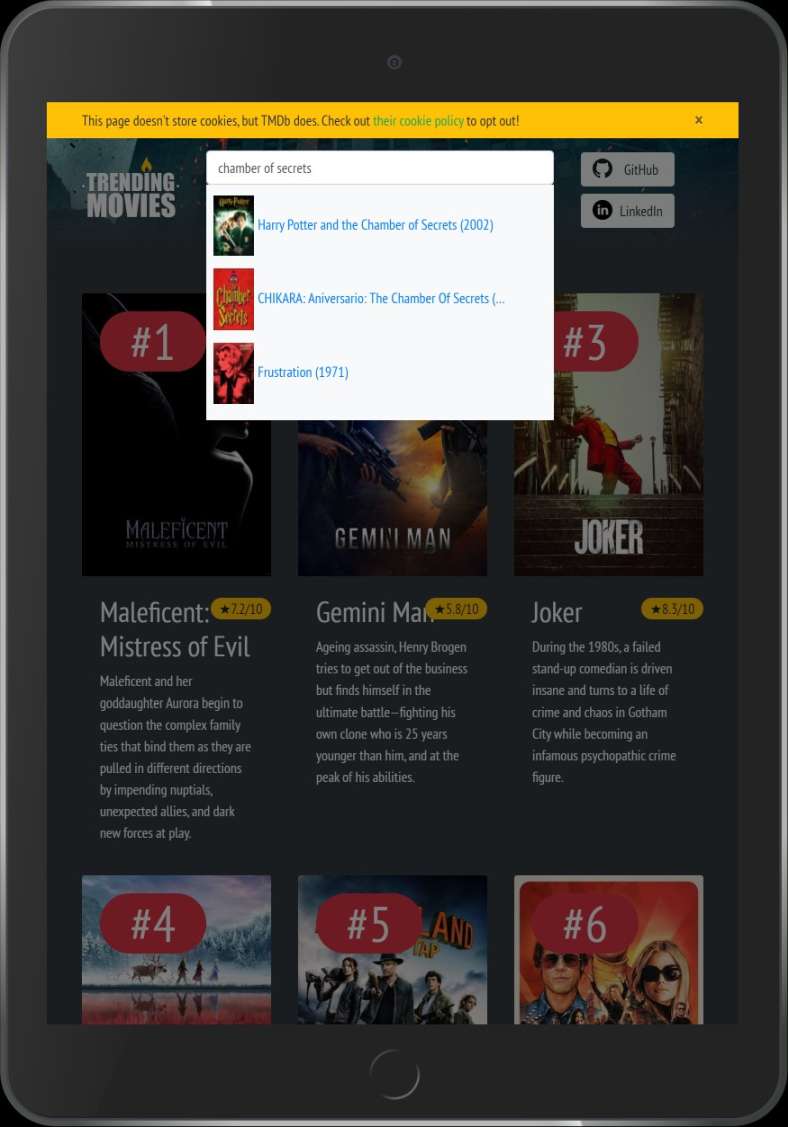 This page doesn't store cookies, but TMDb does. Check out their cookie policy to opt out!
×
TRENDING
MOVIES
chamber of secrets
GitHub
LinkedIn
Harry Potter
Harry Potter and the Chamber of Secrets (2002)
Chamber
of
Secrets
CHIKARA: Aniversario: The Chamber Of Secrets (...
Frustration (1971)
#1
#3
MALEFICENT
MISTRESS OF EVIL
GEMINI MAN
JOKER
Maleficent:
Mistress of Evil
★7.2/10
Maleficent and her
goddaughter Aurora begin to
question the complex family
ties that bind them as they are
pulled in different directions
by impending nuptials,
unexpected allies, and dark
new forces at play.
Gemini Man
★5.8/10
Ageing assassin, Henry Brogen
tries to get out of the business
but finds himself in the
ultimate battle—fighting his
own clone who is 25 years
younger than him, and at the
peak of his abilities.
Joker
★8.3/10
During the 1980s, a failed
stand-up comedian is driven
insane and turns to a life of
crime and chaos in Gotham
City while becoming an
infamous psychopathic crime
figure.
#4
#5
LAND
TAP
#6